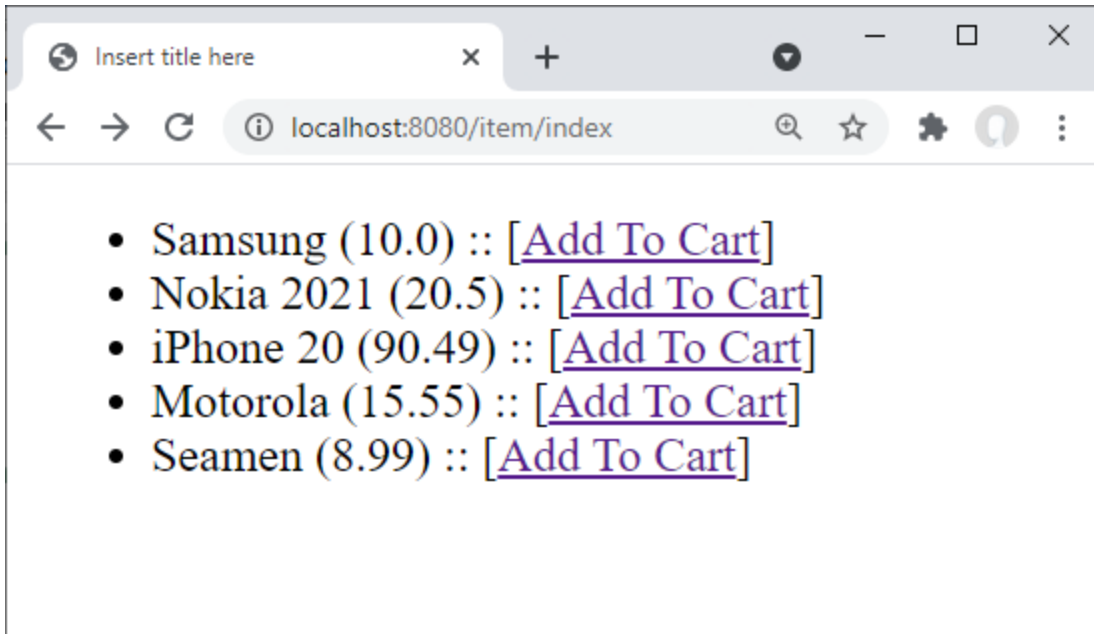 Insert title here
localhost:8080/item/index
Samsung (10.0) :: [Add To Cart]
Nokia 2021 (20.5) :: [Add To Cart]
iPhone 20 (90.49) :: [Add To Cart]
Motorola (15.55) :: [Add To Cart]
Seamen (8.99) :: [Add To Cart]